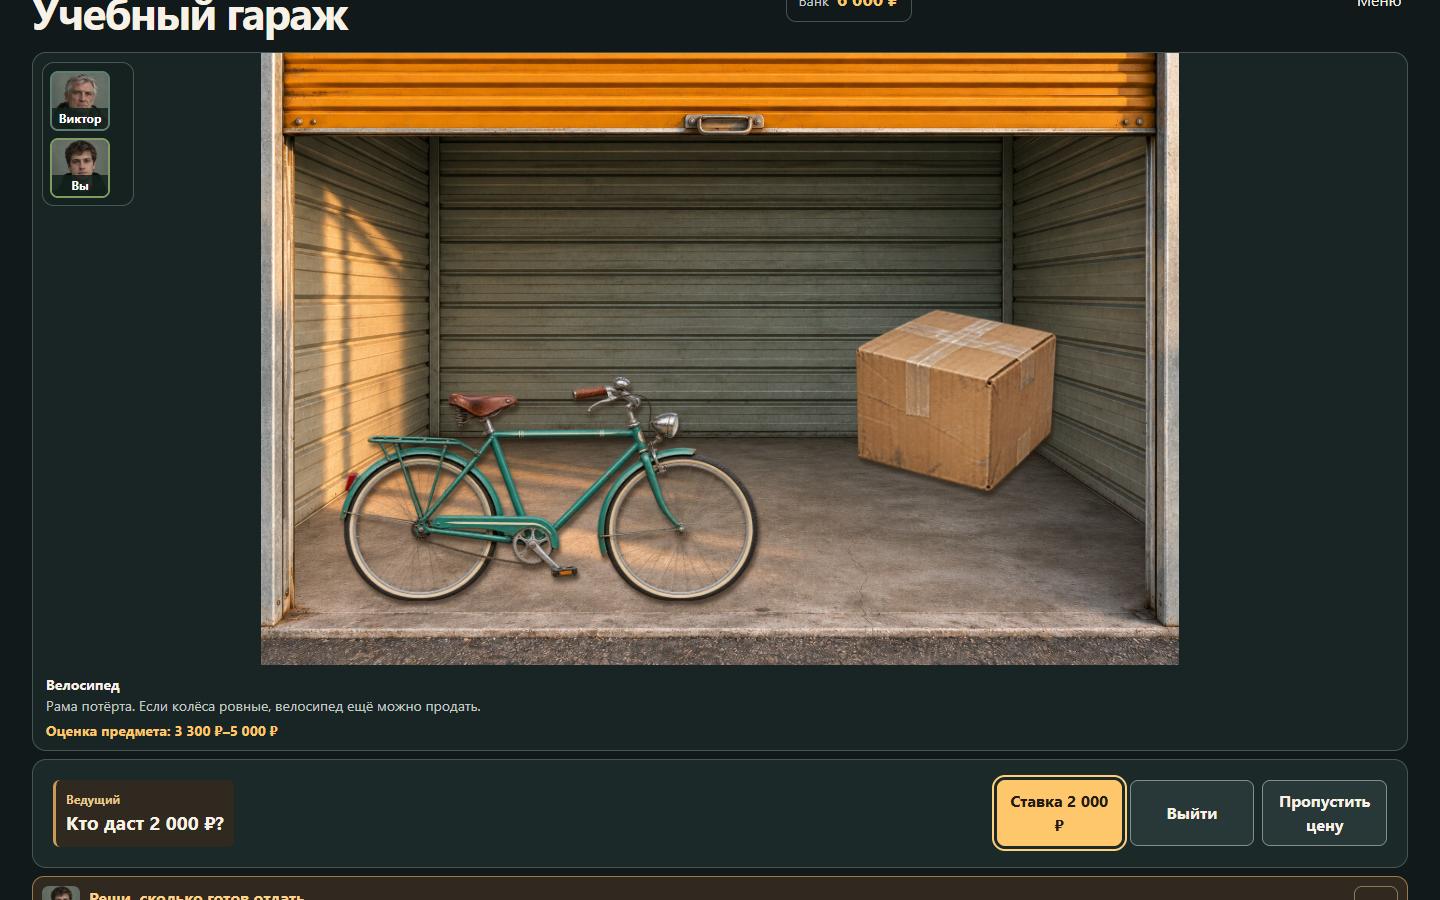 Учебный гараж
Банк 6 000 ₽
Меню
Виктор
Вы
Велосипед
Рама потёрта. Если колёса ровные, велосипед ещё можно продать.
Оценка предмета: 3 300 ₽–5 000 ₽
Ведущий
Кто даст 2 000 ₽?
Ставка 2 000
₽
Выйти
Пропустить
цену
Реши, сколько готов отдать